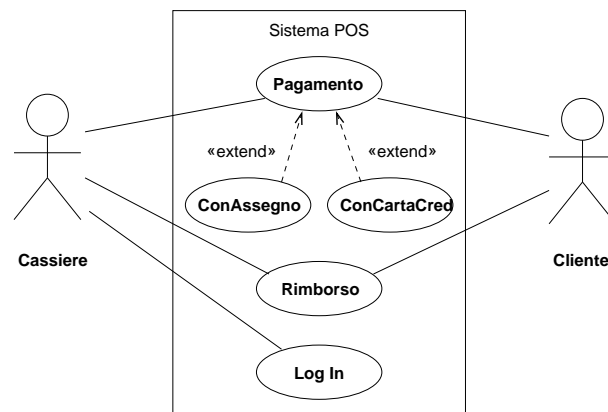 Sistema POS
Pagamento
«extend»
«extend»
ConAssegno
ConCartaCred
Cassiere
Cliente
Rimborso
Log In